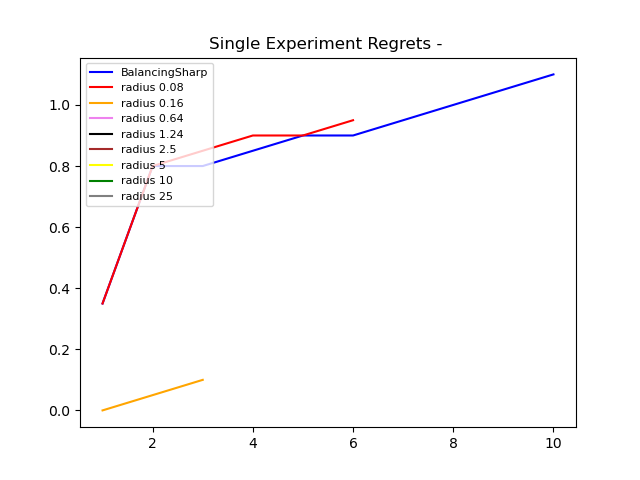 Single Experiment Regrets -
BalancingSharp
radius 0.08
radius 0.16
radius 0.64
radius 1.24
radius 2.5
radius 5
radius 10
radius 25
1.0
0.8
0.6
0.4
0.2
0.0
2 4 6 8 10